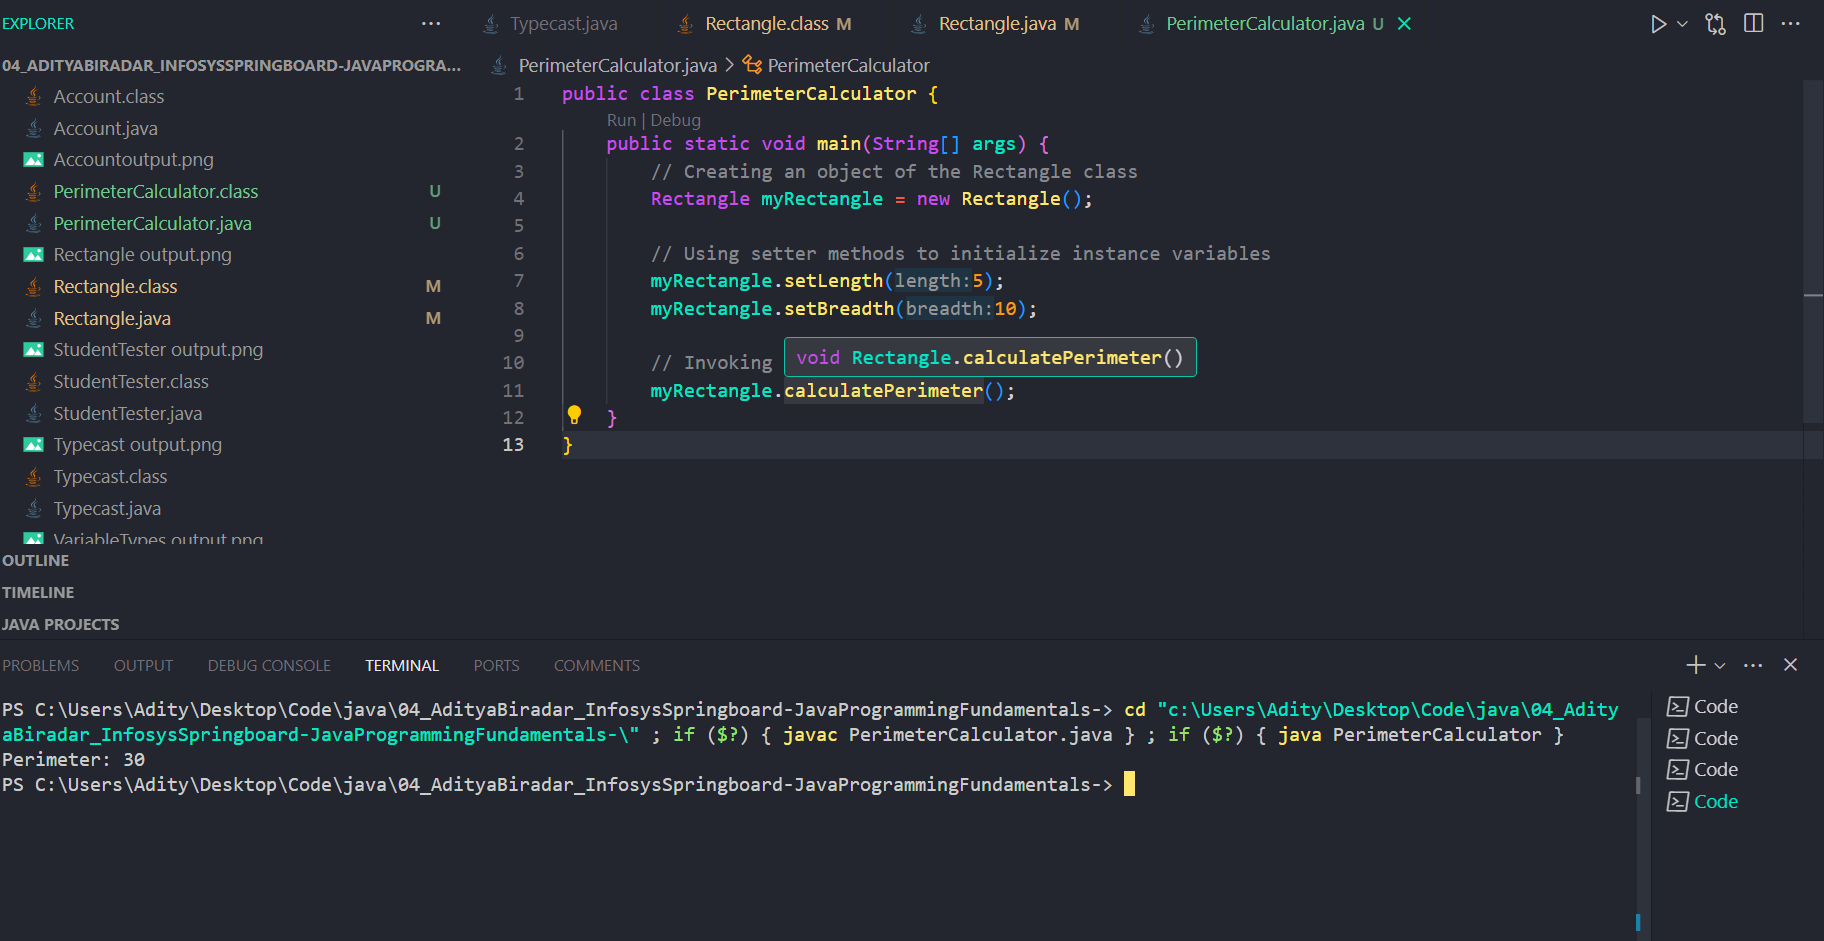 EXPLORER
Typecast.java
Rectangle.class M
Rectangle.java M
PerimeterCalculator.java U
04_ADITYABIRADAR_INFOSYSSPRINGBOARD-JAVAPROGRA...
Account.class
Account.java
Accountoutput.png
PerimeterCalculator.class U
PerimeterCalculator.java U
Rectangle output.png
Rectangle.class M
Rectangle.java M
StudentTester output.png
StudentTester.class
StudentTester.java
Typecast output.png
Typecast.class
Typecast.java
VariableTypes output.png
OUTLINE
TIMELINE
JAVA PROJECTS
PerimeterCalculator.java > PerimeterCalculator
1 public class PerimeterCalculator {
Run | Debug
2 public static void main(String[] args) {
3 // Creating an object of the Rectangle class
4 Rectangle myRectangle = new Rectangle();
5
6 // Using setter methods to initialize instance variables
7 myRectangle.setLength(length:5);
8 myRectangle.setBreadth(breadth:10);
9
void Rectangle.calculatePerimeter()
10 // Invoking
11 myRectangle.calculatePerimeter();
12 }
13 }
PROBLEMS OUTPUT DEBUG CONSOLE TERMINAL PORTS COMMENTS
PS C:\Users\Adity\Desktop\Code\java\04_AdityaBiradar_InfosysSpringboard-JavaProgrammingFundamentals-> cd "c:\Users\Adity\Desktop\Code\java\04_Adity
aBiradar_InfosysSpringboard-JavaProgrammingFundamentals-\" ; if ($?) { javac PerimeterCalculator.java } ; if ($?) { java PerimeterCalculator }
Perimeter: 30
PS C:\Users\Adity\Desktop\Code\java\04_AdityaBiradar_InfosysSpringboard-JavaProgrammingFundamentals->
Code
Code
Code
Code